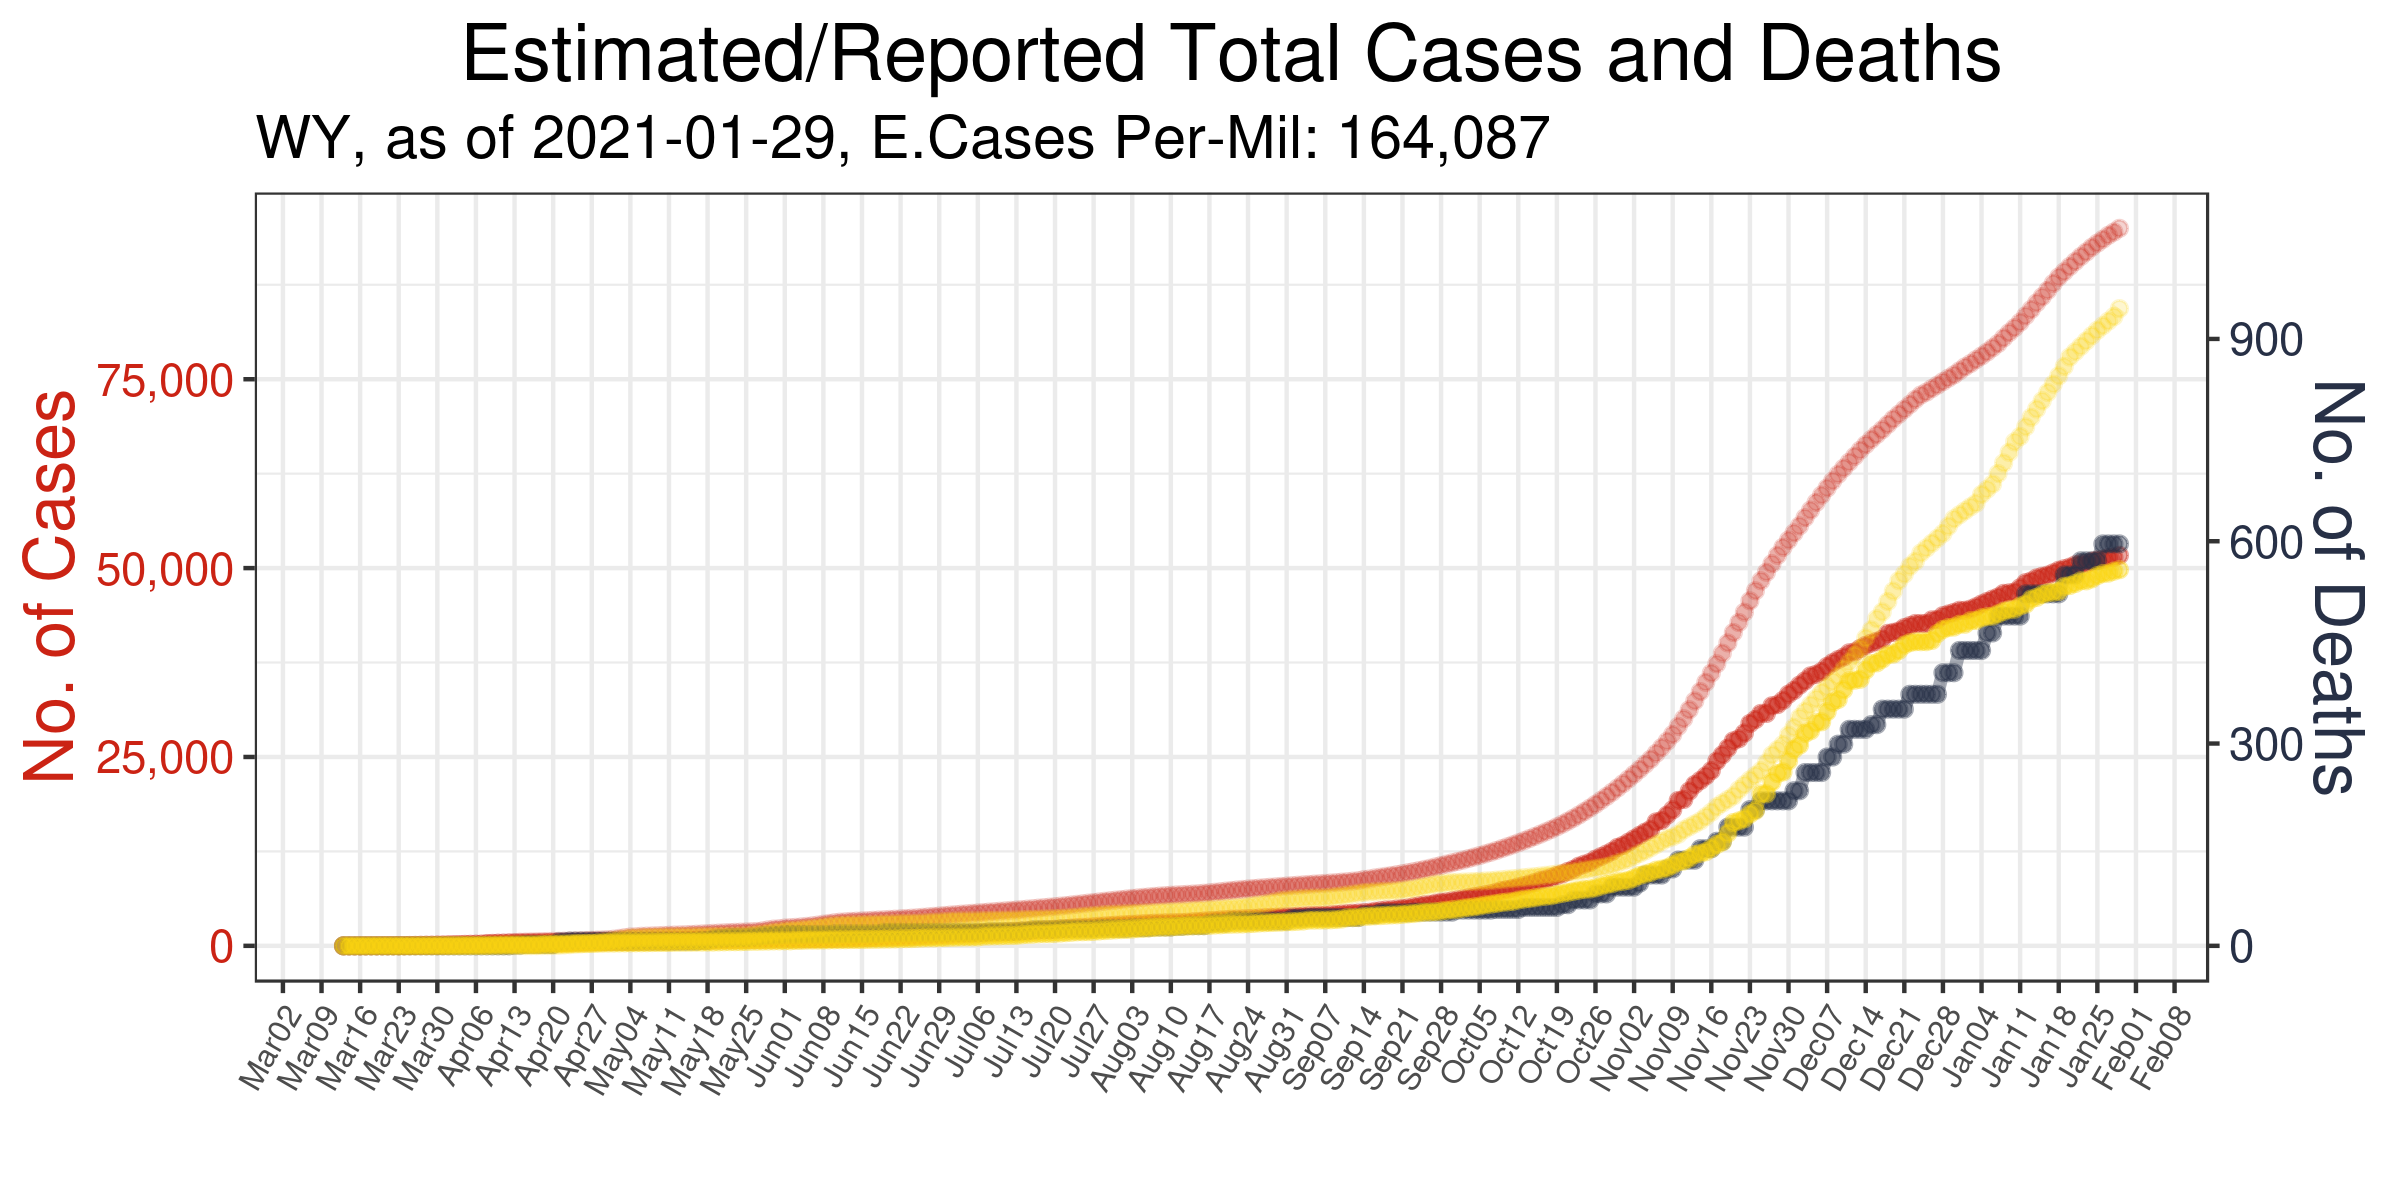 Estimated/Reported Total Cases and Deaths
WY, as of 2021-01-29, E.Cases Per-Mil: 164,087
No. of Cases
75,000
50,000
25,000
0
900
600
300
0
No. of Deaths
Mar02
Mar09
Mar16
Mar23
Mar30
Apr06
Apr13
Apr20
Apr27
May04
May11
May18
May25
Jun01
Jun08
Jun15
Jun22
Jun29
Jul06
Jul13
Jul20
Jul27
Aug03
Aug10
Aug17
Aug24
Aug31
Sep07
Sep14
Sep21
Sep28
Oct05
Oct12
Oct19
Oct26
Nov02
Nov09
Nov16
Nov23
Nov30
Dec07
Dec14
Dec21
Dec28
Jan04
Jan11
Jan18
Jan25
Feb01
Feb08